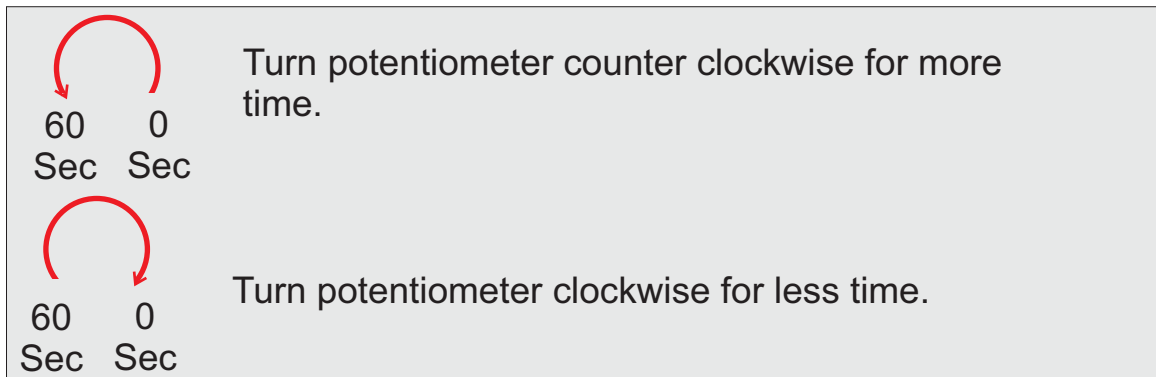 Turn potentiometer counter clockwise for more
time.
60 0
Sec Sec
Turn potentiometer clockwise for less time.
60 0
Sec Sec